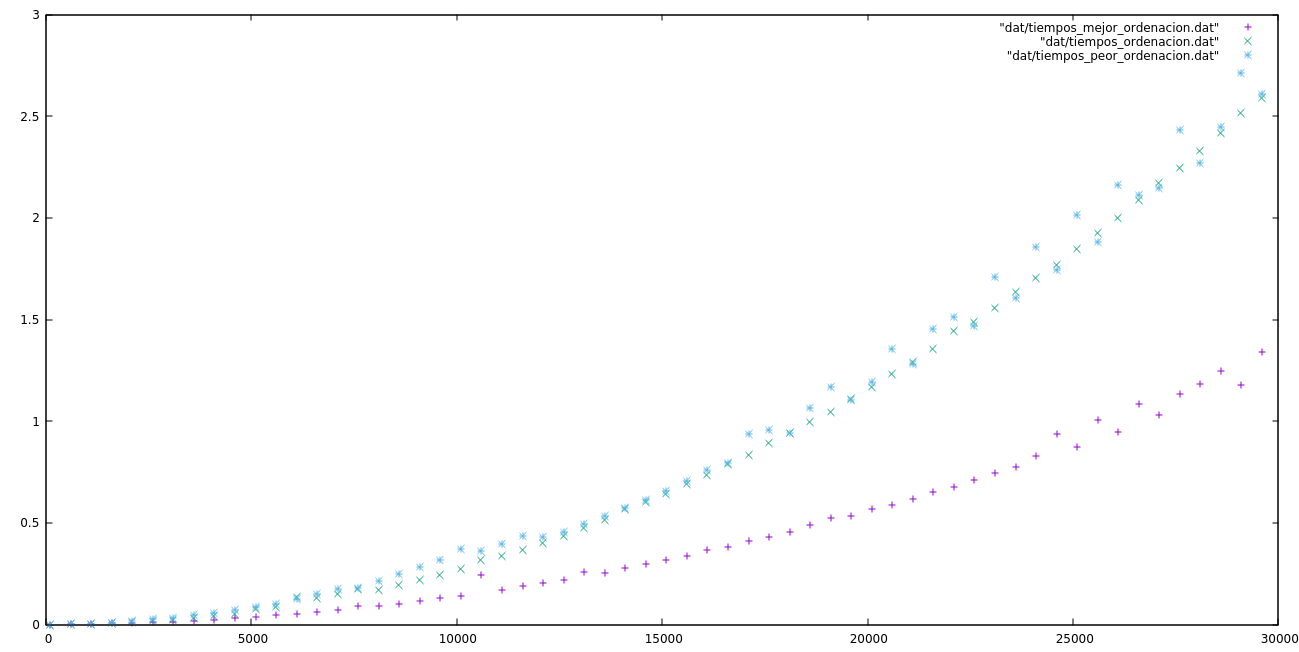 3
"dat/tiempos_mejor_ordenacion.dat"
"dat/tiempos_ordenacion.dat"
"dat/tiempos_peor_ordenacion.dat"
2.5
2
1.5
1
0.5
0
0 5000 10000 15000 20000 25000 30000